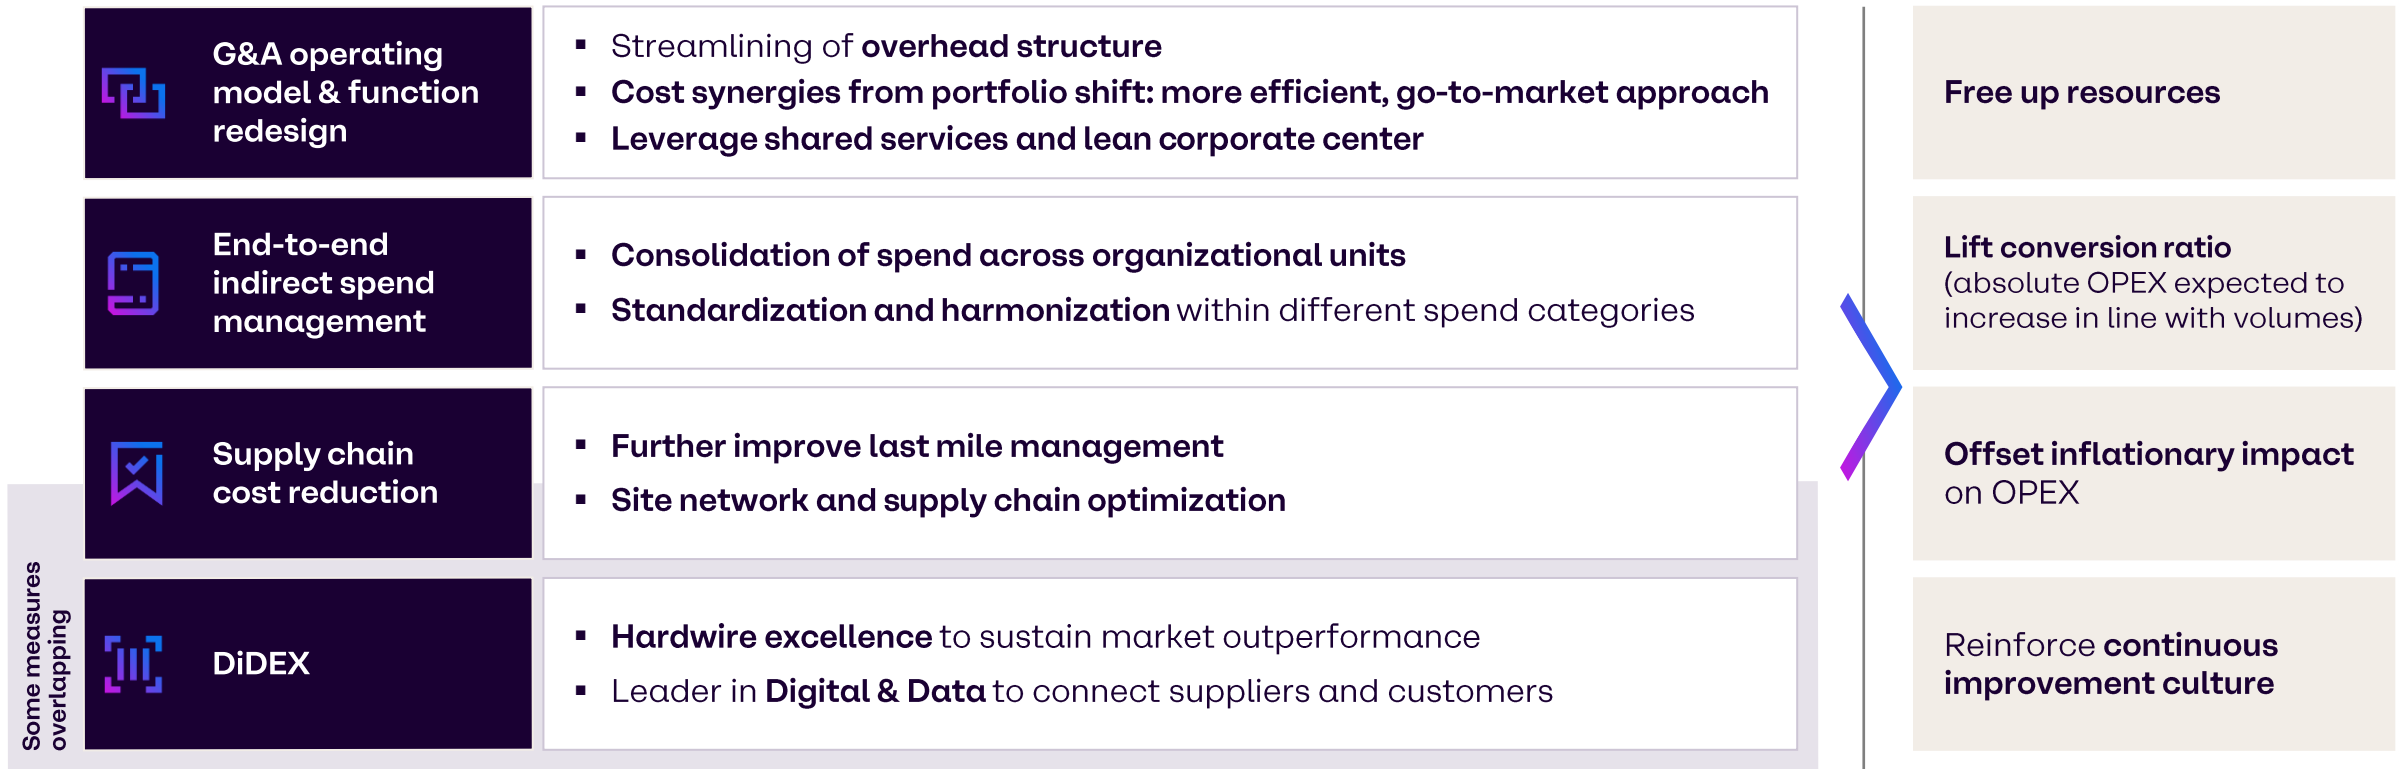 G&A operating
model & function
redesign
▪ Streamlining of overhead structure
▪ Cost synergies from portfolio shift: more efficient, go-to-market approach
▪ Leverage shared services and lean corporate center
Free up resources
End-to-end
indirect spend
management
▪ Consolidation of spend across organizational units
▪ Standardization and harmonization within different spend categories
Lift conversion ratio
(absolute OPEX expected to
increase in line with volumes)
Supply chain
cost reduction
▪ Further improve last mile management
▪ Site network and supply chain optimization
Offset inflationary impact
on OPEX
Some measures
overlapping
DiDEX
▪ Hardwire excellence to sustain market outperformance
▪ Leader in Digital & Data to connect suppliers and customers
Reinforce continuous
improvement culture